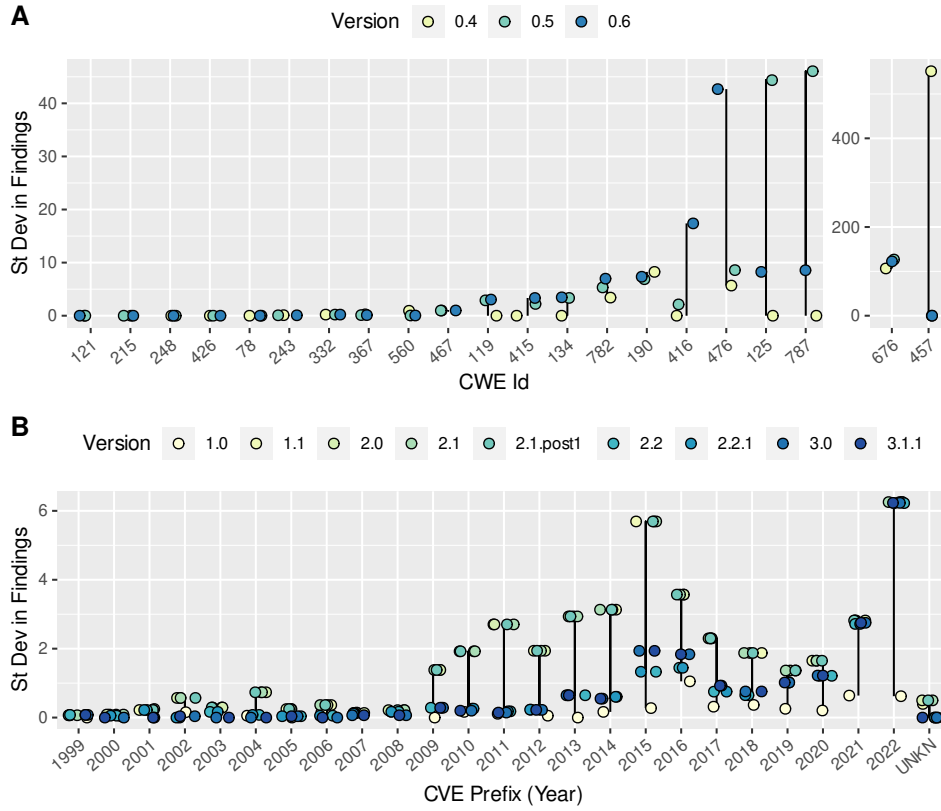 A
Version 0.4 0.5 0.6
St Dev in Findings
40
30
20
10
0
400
200
0
121 215 248 426 78 243 332 367 560 467 119 415 134 782 190 416 476 125 787 676 457
CWE Id
B
Version 1.0 1.1 2.0 2.1 2.1.post1 2.2 2.2.1 3.0 3.1.1
St Dev in Findings
6
4
2
0
1999 2000 2001 2002 2003 2004 2005 2006 2007 2008 2009 2010 2011 2012 2013 2014 2015 2016 2017 2018 2019 2020 2021 2022 UNKN
CVE Prefix (Year)